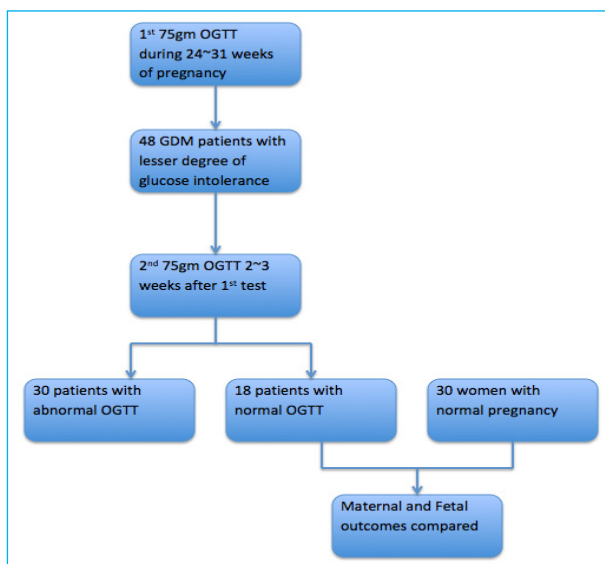 1st 75gm OGTT
during 24~31 weeks
of pregnancy
48 GDM patients with
lesser degree of
glucose intolerance
2nd 75gm OGTT 2~3
weeks after 1st test
30 patients with
abnormal OGTT
18 patients with
normal OGTT
30 women with
normal pregnancy
Maternal and Fetal
outcomes compared